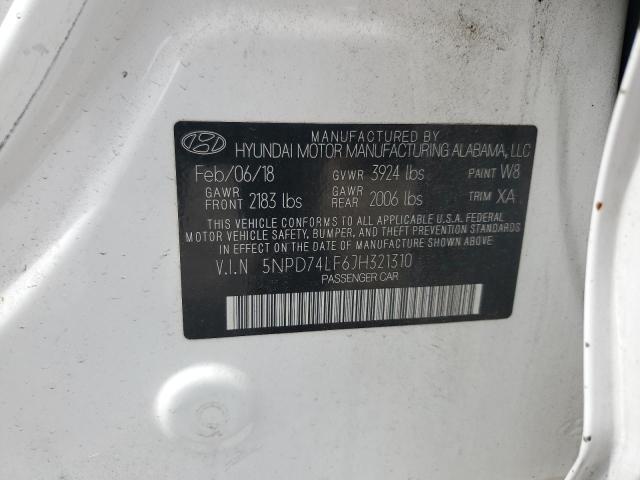 MANUFACTURED BY
HYUNDAI MOTOR MANUFACTURING ALABAMA, LLC
Feb/06/18 GVWR 3924 lbs PAINT W8
GAWR FRONT 2183 lbs GAWR REAR 2006 lbs TRIM XA
THIS VEHICLE CONFORMS TO ALL APPLICABLE U.S.A. FEDERAL
MOTOR VEHICLE SAFETY, BUMPER, AND THEFT PREVENTION STANDARDS
IN EFFECT ON THE DATE OF MANUFACTURE SHOWN ABOVE.
V.I.N 5NPD74LF6JH321310
PASSENGER CAR